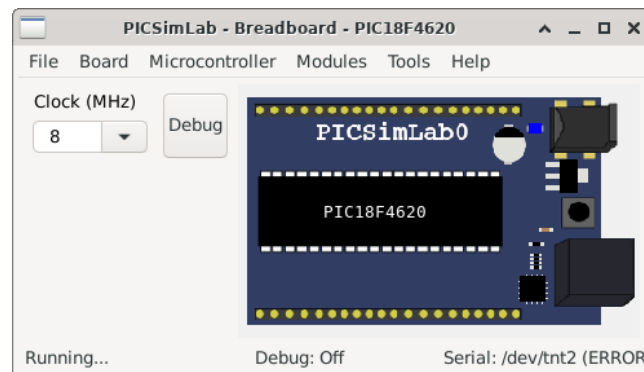 PICSimLab - Breadboard - PIC18F4620
File Board Microcontroller Modules Tools Help
Clock (MHz)
8
Debug
PICSimLab0
PIC18F4620
Running... Debug: Off Serial: /dev/tnt2 (ERROR